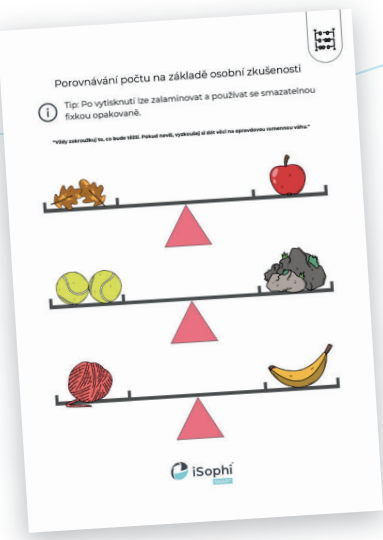 Porovnávání počtu na základě osobní zkušenosti
Tip: Po vytisknutí lze zalaminovat a používat se smazatelnou
fixkou opakovaně.
"Vždy zakroužkuj to, co bude těžší. Pokud nevíš, vyzkoušej si dát věci na opravdovou ramennou váhu."
iSophi